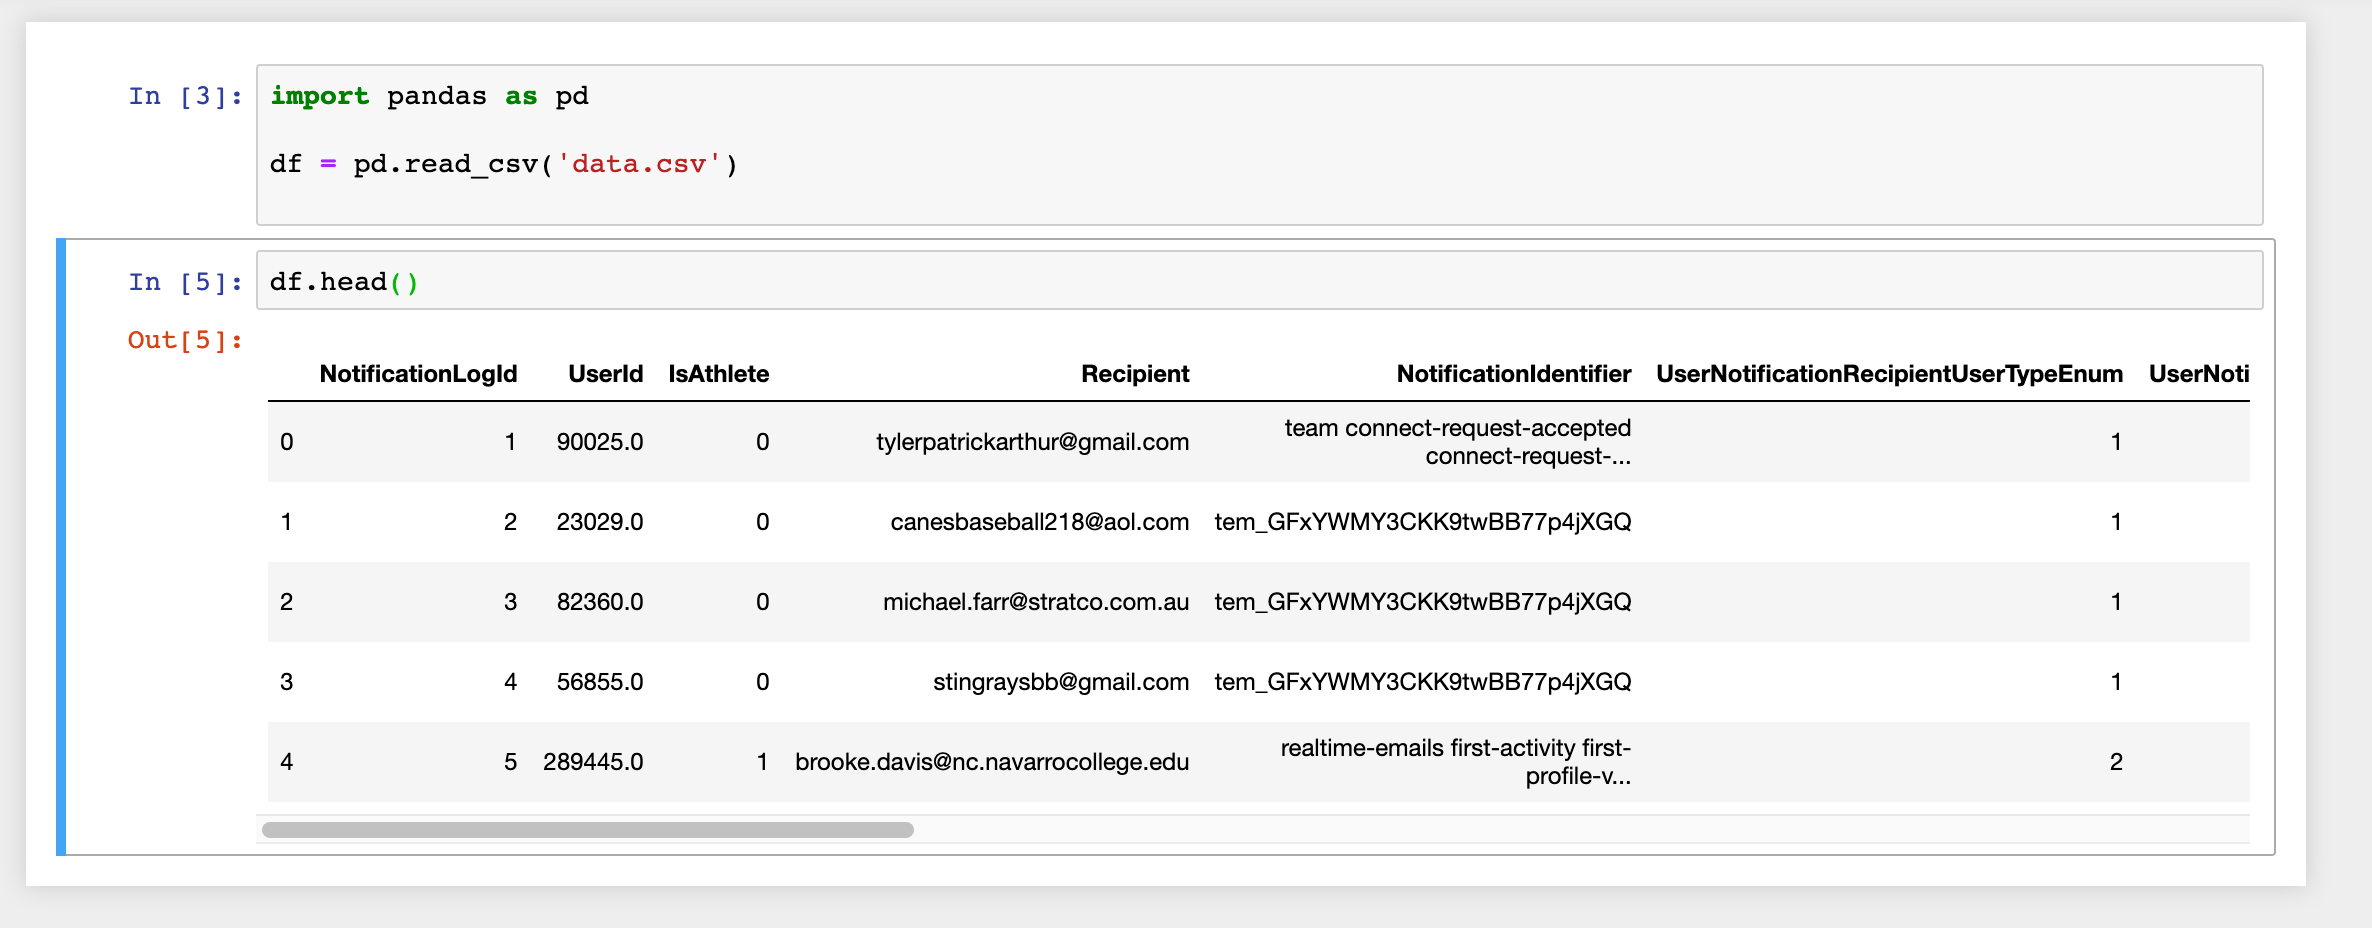 In [3]: import pandas as pd
df = pd.read_csv('data.csv')
In [5]: df.head()
Out[5]:
NotificationLogId UserId IsAthlete Recipient NotificationIdentifier UserNotificationRecipientUserTypeEnum UserNoti
0 1 90025.0 0 tylerpatrickarthur@gmail.com team connect-request-accepted connect-request-... 1
1 2 23029.0 0 canesbaseball218@aol.com tem_GFxYWMY3CKK9twBB77p4jXGQ 1
2 3 82360.0 0 michael.farr@stratco.com.au tem_GFxYWMY3CKK9twBB77p4jXGQ 1
3 4 56855.0 0 stingraysbb@gmail.com tem_GFxYWMY3CKK9twBB77p4jXGQ 1
4 5 289445.0 1 brooke.davis@nc.navarrocollege.edu realtime-emails first-activity first-profile-v... 2